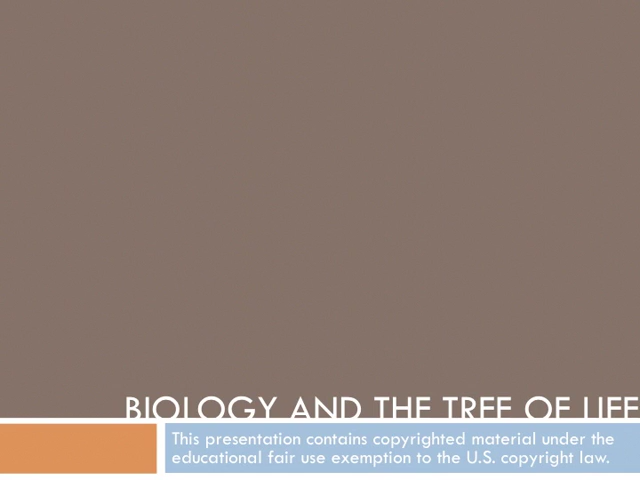 BIOLOGY AND THE TREE OF LIFE
This presentation contains copyrighted material under the
educational fair use exemption to the U.S. copyright law.